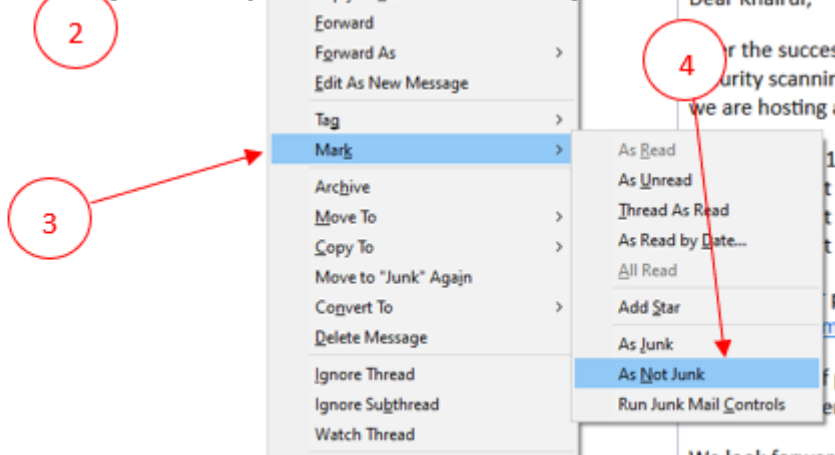 2
Forward
Forward As
Edit As New Message
Tag
Mark
Archive
Move To
Copy To
Move to "Junk" Again
Convert To
Delete Message
Ignore Thread
Ignore Subthread
Watch Thread
3
4
As Read
As Unread
Thread As Read
As Read by Date...
All Read
Add Star
As Junk
As Not Junk
Run Junk Mail Controls
Dear Khairul,
the
we are hosting